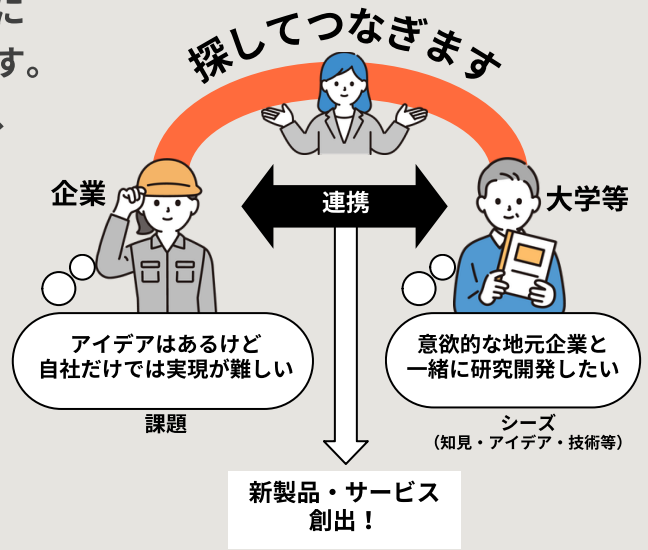 た
す。
探してつなぎます
企業
連携
大学等
アイデアはあるけど
自社だけでは実現が難しい
意欲的な地元企業と
一緒に研究開発したい
課題
シーズ
（知見・アイデア・技術等）
新製品・サービス
創出！